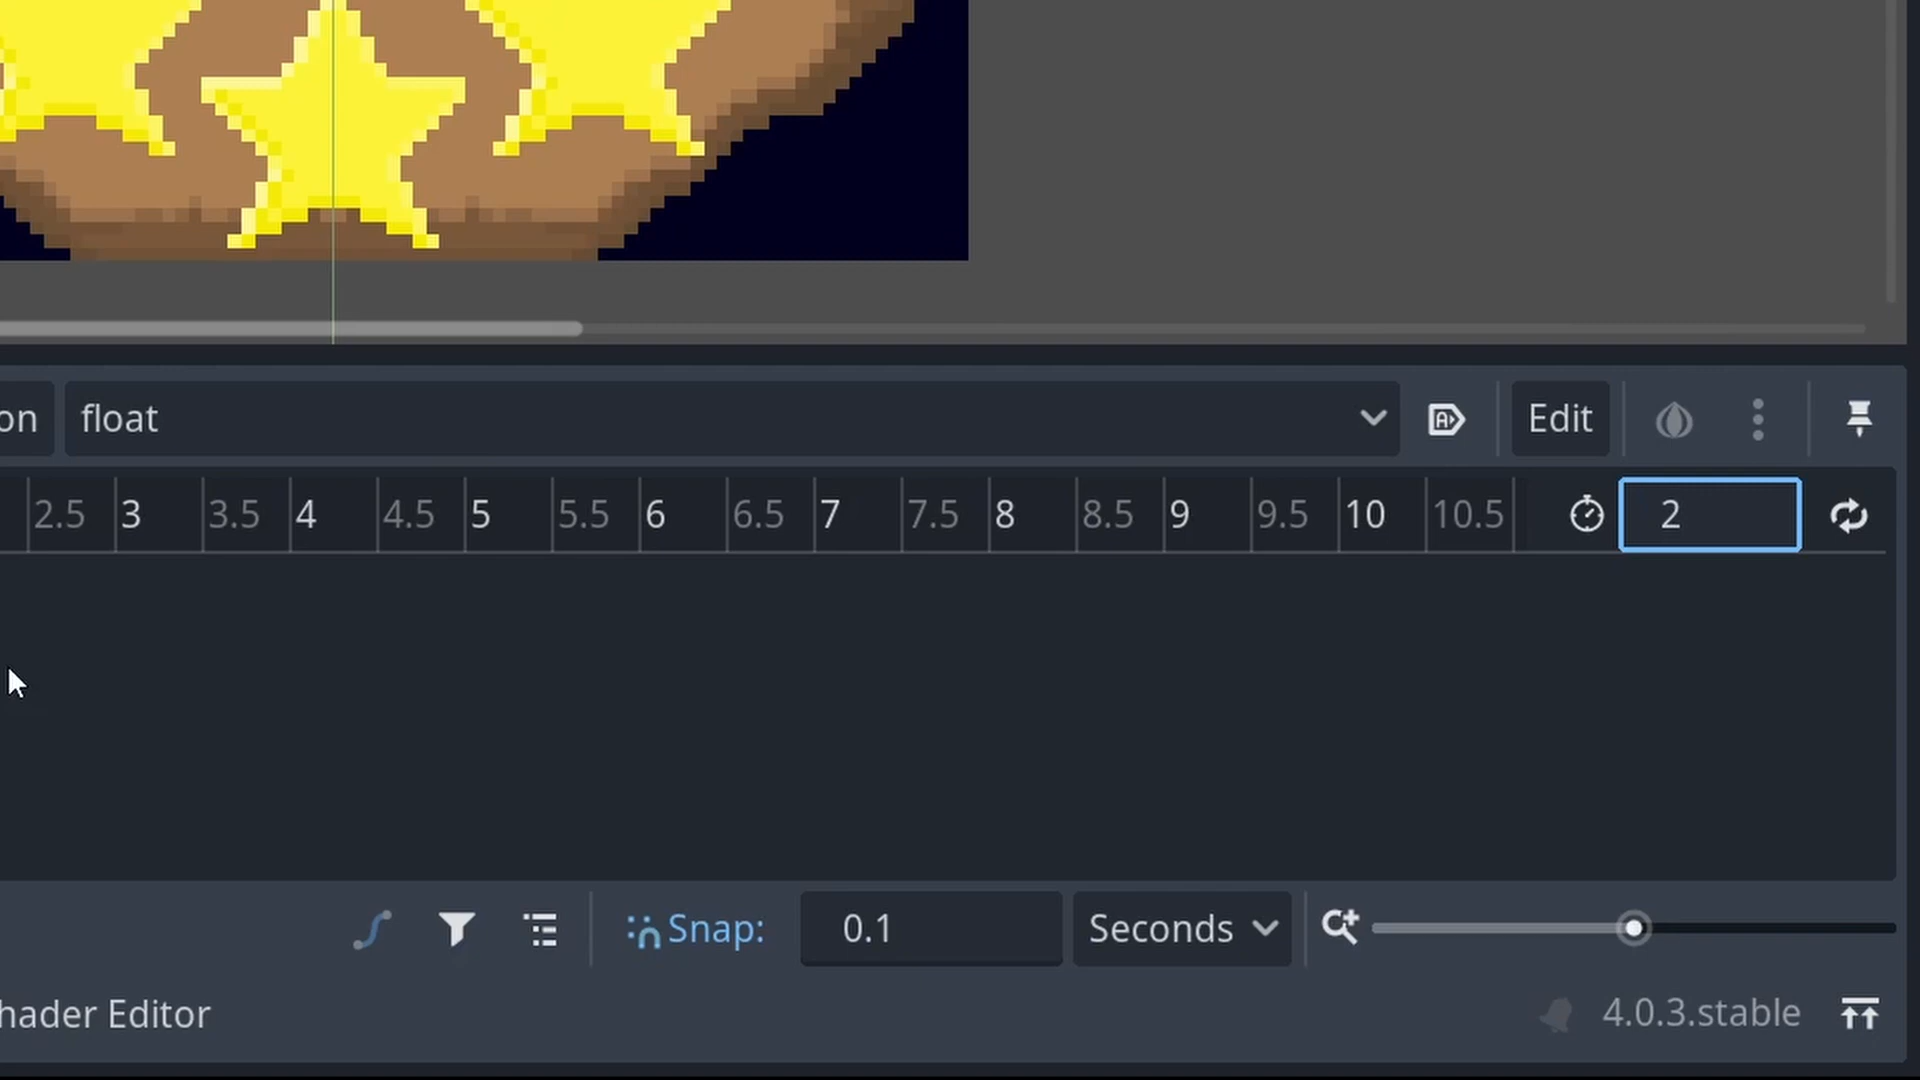 on float Edit
2.5 3 3.5 4 4.5 5 5.5 6 6.5 7 7.5 8 8.5 9 9.5 10 10.5 2
Snap: 0.1 Seconds
hader Editor 4.0.3.stable